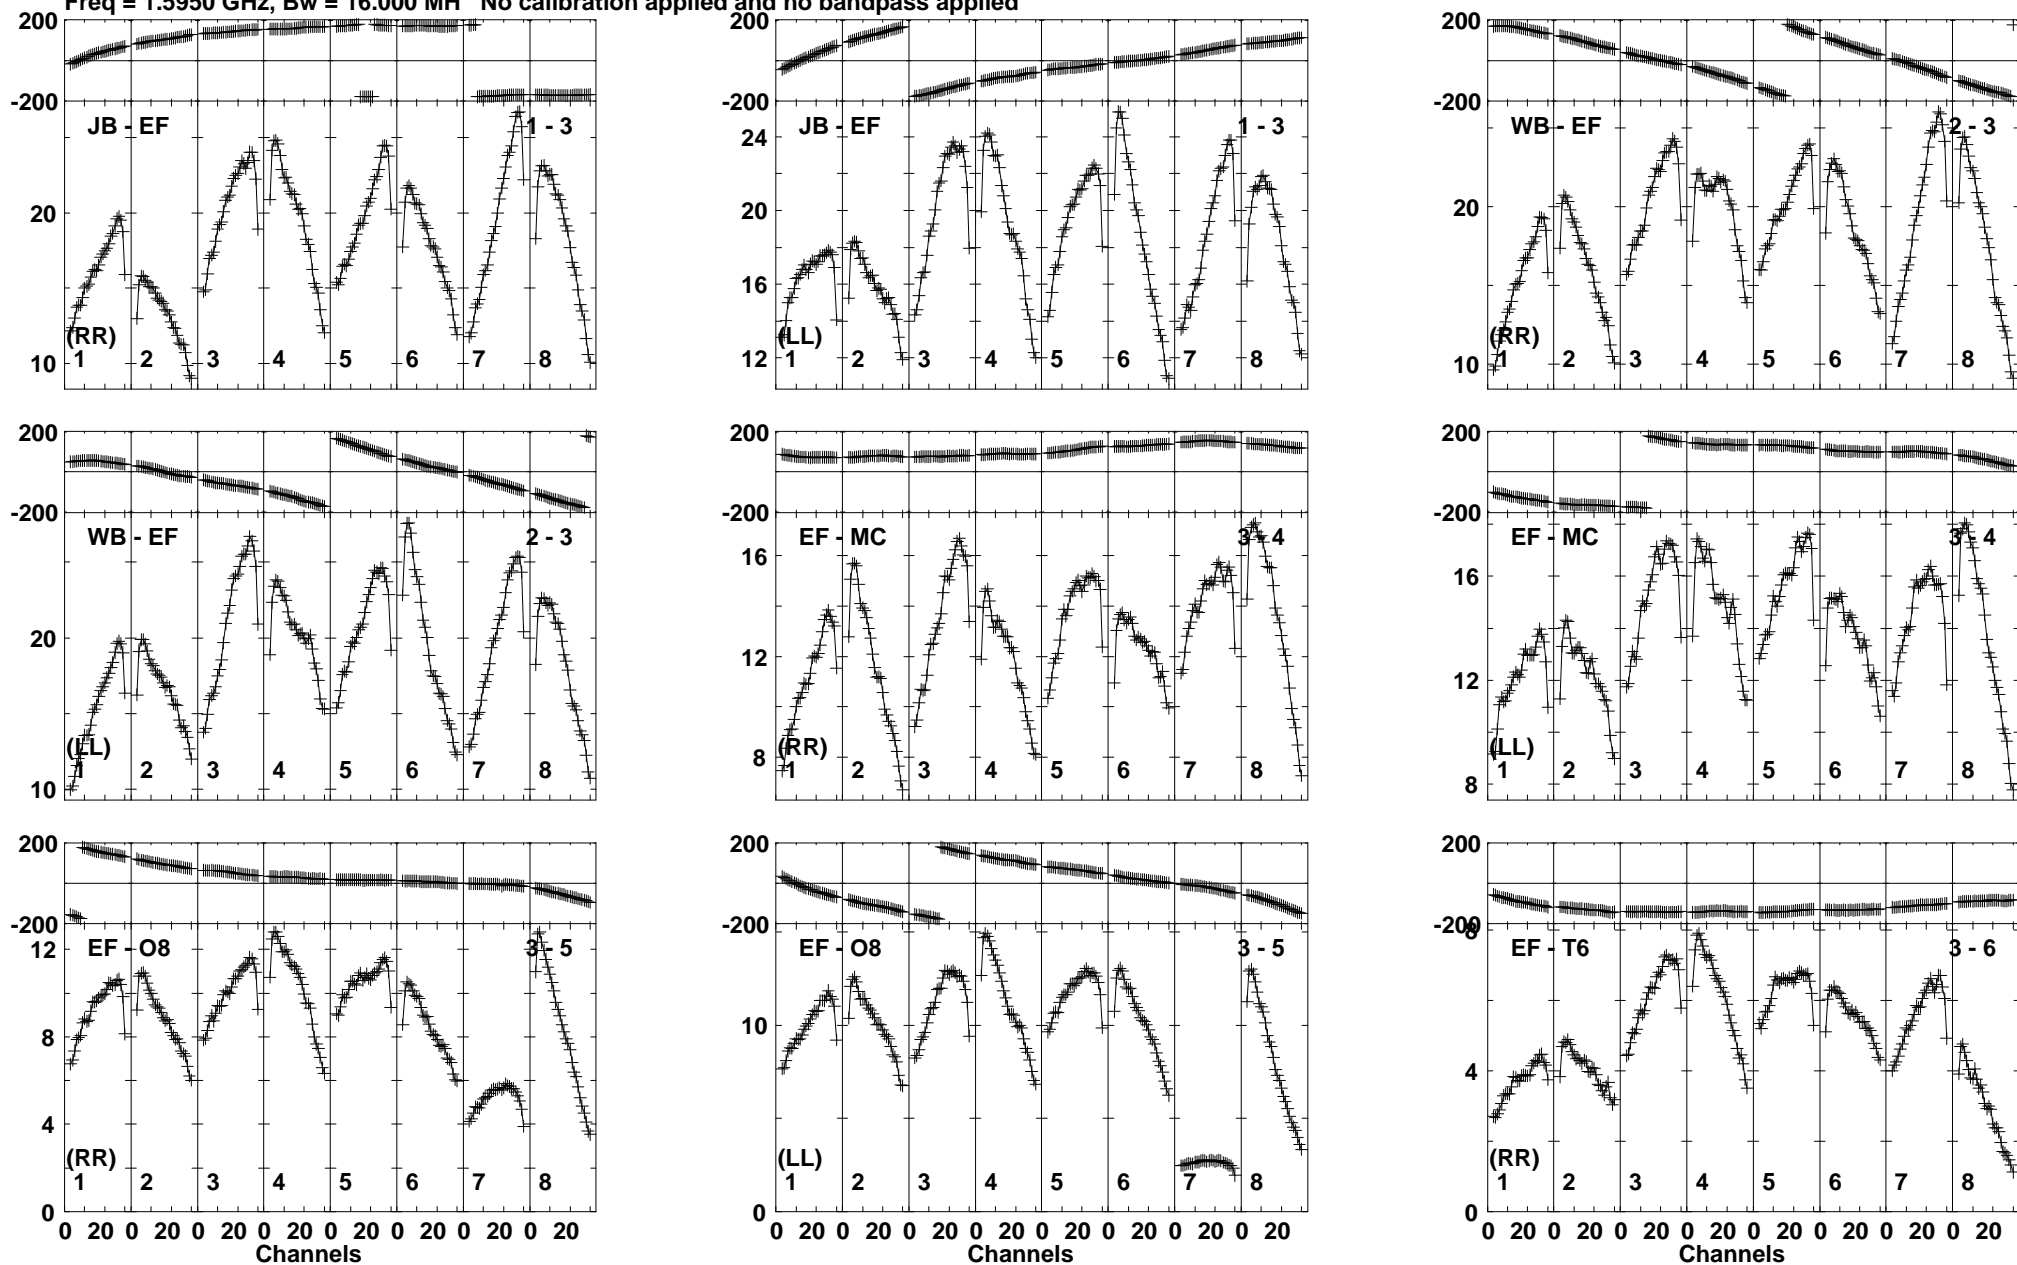 Freq = 1.5950 GHz, Bw = 16.000 MH No calibration applied and no bandpass applied
200 200 200
-200 -200 -200
JB - EF 1 - 3 JB - EF 1 - 3 WB - EF 2 - 3
24
20 20 20
16
10 12 10
(RR) (LL) (RR)
1 2 3 4 5 6 7 8 1 2 3 4 5 6 7 8 1 2 3 4 5 6 7 8
200 200 200
-200 -200 -200
WB - EF 2 - 3 EF - MC 3 - 4 EF - MC 3 - 4
16 16
20 12 12
10 8 8
(LL) (RR) (LL)
1 2 3 4 5 6 7 8 1 2 3 4 5 6 7 8 1 2 3 4 5 6 7 8
200 200 200
-200 -200 -200
EF - O8 3 - 5 EF - O8 3 - 5 EF - T6 3 - 6
12 8
8 10
4 4
(RR) (LL) (RR)
1 2 3 4 5 6 7 8 1 2 3 4 5 6 7 8 1 2 3 4 5 6 7 8
0 0 0
0 20 0 20 0 20 0 20 0 20 0 20 0 20 0 20 0 20 0 20 0 20 0 20 0 20 0 20 0 20 0 20 0 20 0 20 0 20 0 20 0 20 0 20 0 20 0 20
Channels Channels Channels